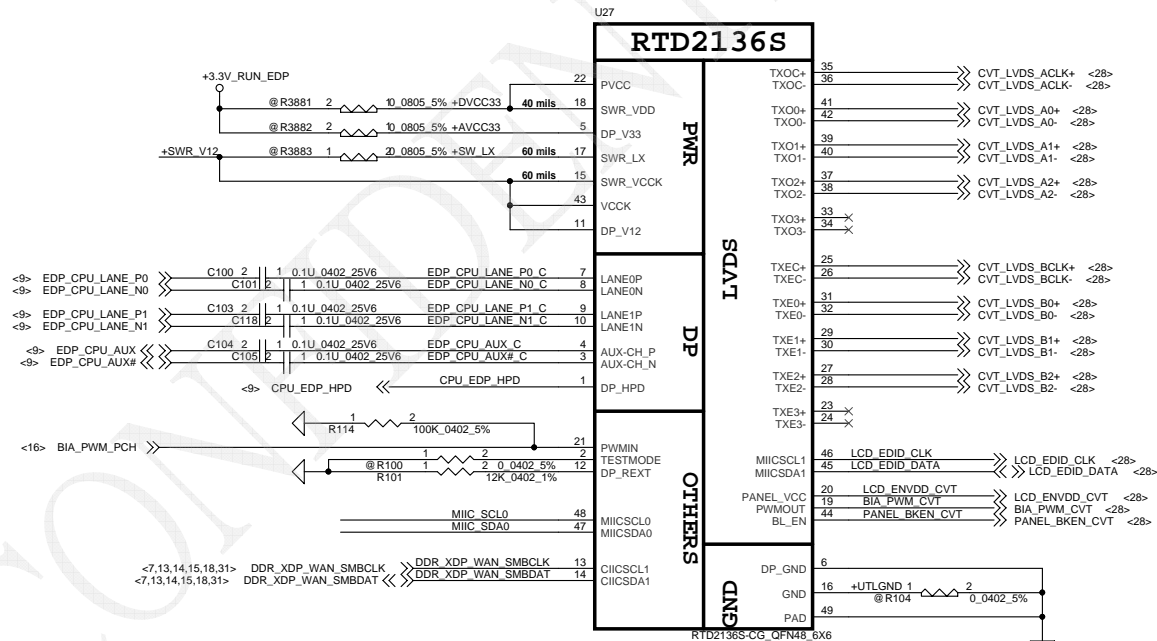 U27
RTD2136S
+3.3V_RUN_EDP
@R3881 2 1 0_0805_5% +DVCC33 40 mils
@R3882 2 1 0_0805_5% +AVCC33
+SWR_V12 @R3883 1 2 0_0805_5% +SW_LX 60 mils
60 mils
22 PVCC
18 SWR_VDD
5 DP_V33
17 SWR_LX
15 SWR_VCCK
43 VCCK
11 DP_V12
PWR
<9> EDP_CPU_LANE_P0 C100 2 1 0.1U_0402_25V6 EDP_CPU_LANE_P0_C 7 LANE0P
<9> EDP_CPU_LANE_N0 C101 2 1 0.1U_0402_25V6 EDP_CPU_LANE_N0_C 8 LANE0N
<9> EDP_CPU_LANE_P1 C103 2 1 0.1U_0402_25V6 EDP_CPU_LANE_P1_C 9 LANE1P
<9> EDP_CPU_LANE_N1 C118 2 1 0.1U_0402_25V6 EDP_CPU_LANE_N1_C 10 LANE1N
<9> EDP_CPU_AUX C104 2 1 0.1U_0402_25V6 EDP_CPU_AUX_C 4 AUX-CH_P
<9> EDP_CPU_AUX# C105 2 1 0.1U_0402_25V6 EDP_CPU_AUX#_C 3 AUX-CH_N
<9> CPU_EDP_HPD CPU_EDP_HPD 1 DP_HPD
DP
1 2
R114 100K_0402_5%
<16> BIA_PWM_PCH 21 PWMIN
1 2 2 TESTMODE
@R100 1 2 0_0402_5% 12 DP_REXT
R101 12K_0402_1%
MIIC_SCL0 48 MIICSCL0
MIIC_SDA0 47 MIICSDA0
<7,13,14,15,18,31> DDR_XDP_WAN_SMBCLK DDR_XDP_WAN_SMBCLK 13 CIICSCL1
<7,13,14,15,18,31> DDR_XDP_WAN_SMBDAT DDR_XDP_WAN_SMBDAT 14 CIICSDA1
OTHERS
LVDS
TXOC+ 35 CVT_LVDS_ACLK+ <28>
TXOC- 36 CVT_LVDS_ACLK- <28>
TXO0+ 41 CVT_LVDS_A0+ <28>
TXO0- 42 CVT_LVDS_A0- <28>
TXO1+ 39 CVT_LVDS_A1+ <28>
TXO1- 40 CVT_LVDS_A1- <28>
TXO2+ 37 CVT_LVDS_A2+ <28>
TXO2- 38 CVT_LVDS_A2- <28>
TXO3+ 33
TXO3- 34
TXEC+ 25 CVT_LVDS_BCLK+ <28>
TXEC- 26 CVT_LVDS_BCLK- <28>
TXE0+ 31 CVT_LVDS_B0+ <28>
TXE0- 32 CVT_LVDS_B0- <28>
TXE1+ 29 CVT_LVDS_B1+ <28>
TXE1- 30 CVT_LVDS_B1- <28>
TXE2+ 27 CVT_LVDS_B2+ <28>
TXE2- 28 CVT_LVDS_B2- <28>
TXE3+ 23
TXE3- 24
MIICSCL1 46 LCD_EDID_CLK LCD_EDID_CLK <28>
MIICSDA1 45 LCD_EDID_DATA LCD_EDID_DATA <28>
PANEL_VCC 20 LCD_ENVDD_CVT LCD_ENVDD_CVT <28>
PWMOUT 19 BIA_PWM_CVT BIA_PWM_CVT <28>
BL_EN 44 PANEL_BKEN_CVT PANEL_BKEN_CVT <28>
GND
DP_GND 6
GND 16 +UTLGND 1 2
@R104 0_0402_5%
PAD 49
RTD2136S-CG_QFN48_6X6